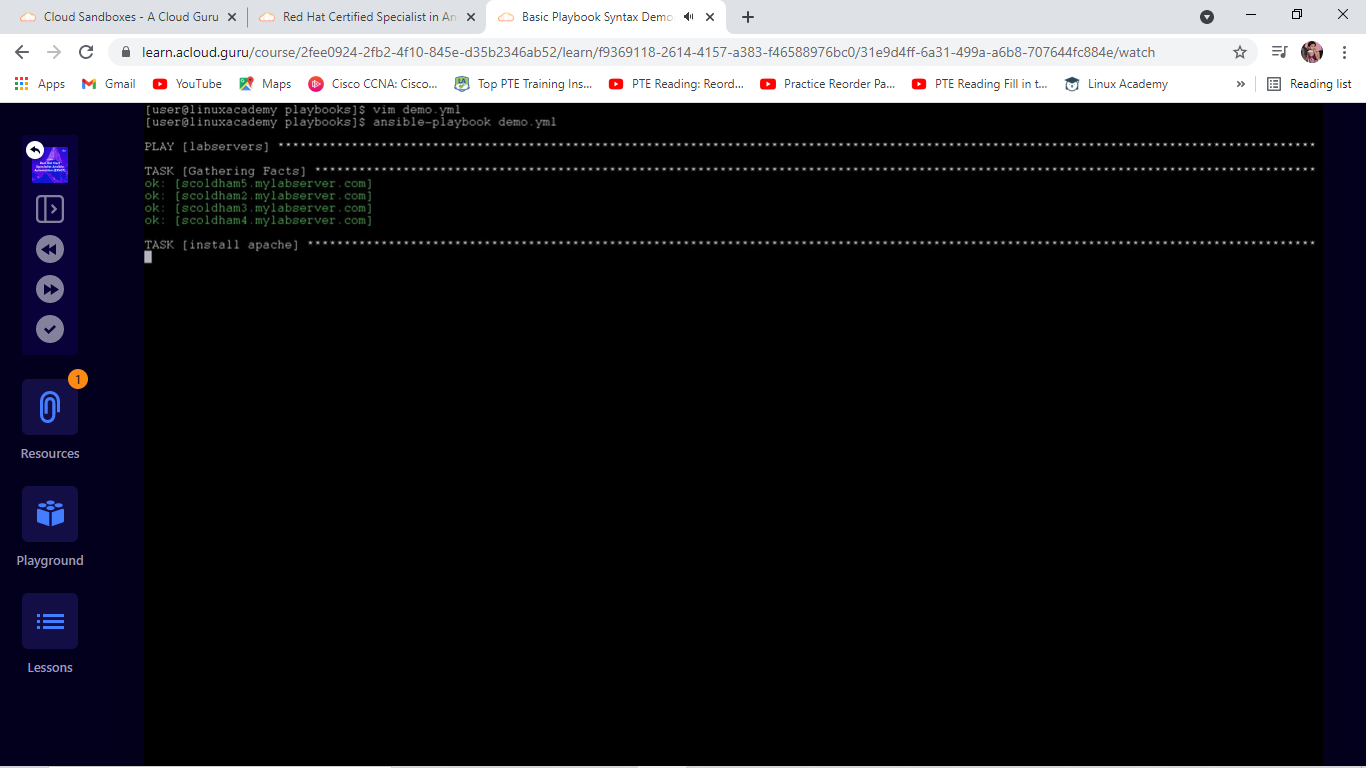 Cloud Sandboxes - A Cloud Guru
Red Hat Certified Specialist in An
Basic Playbook Syntax Demo
learn.acloud.guru/course/2fee0924-2fb2-4f10-845e-d35b2346ab52/learn/f9369118-2614-4157-a383-f46588976bc0/31e9d4ff-6a31-499a-a6b8-707644fc884e/watch
Apps Gmail YouTube Maps Cisco CCNA: Cisco... Top PTE Training Ins... PTE Reading: Reord... Practice Reorder Pa... PTE Reading Fill in t... Linux Academy » Reading list
[user@linuxacademy playbooks]$ vim demo.yml
[user@linuxacademy playbooks]$ ansible-playbook demo.yml
PLAY [labservers] *********************************************************************************************************************************************
TASK [Gathering Facts] ****************************************************************************************************************************************
ok: [scoldham5.mylabserver.com]
ok: [scoldham2.mylabserver.com]
ok: [scoldham3.mylabserver.com]
ok: [scoldham4.mylabserver.com]
TASK [install apache] *****************************************************************************************************************************************
1
Resources
Playground
Lessons